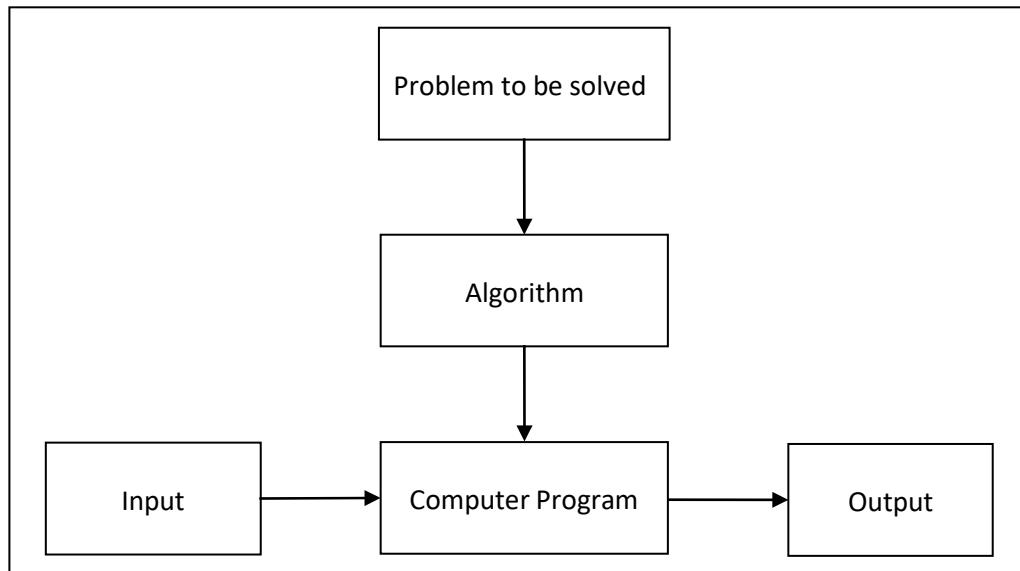 Problem to be solved
Algorithm
Input
Computer Program
Output